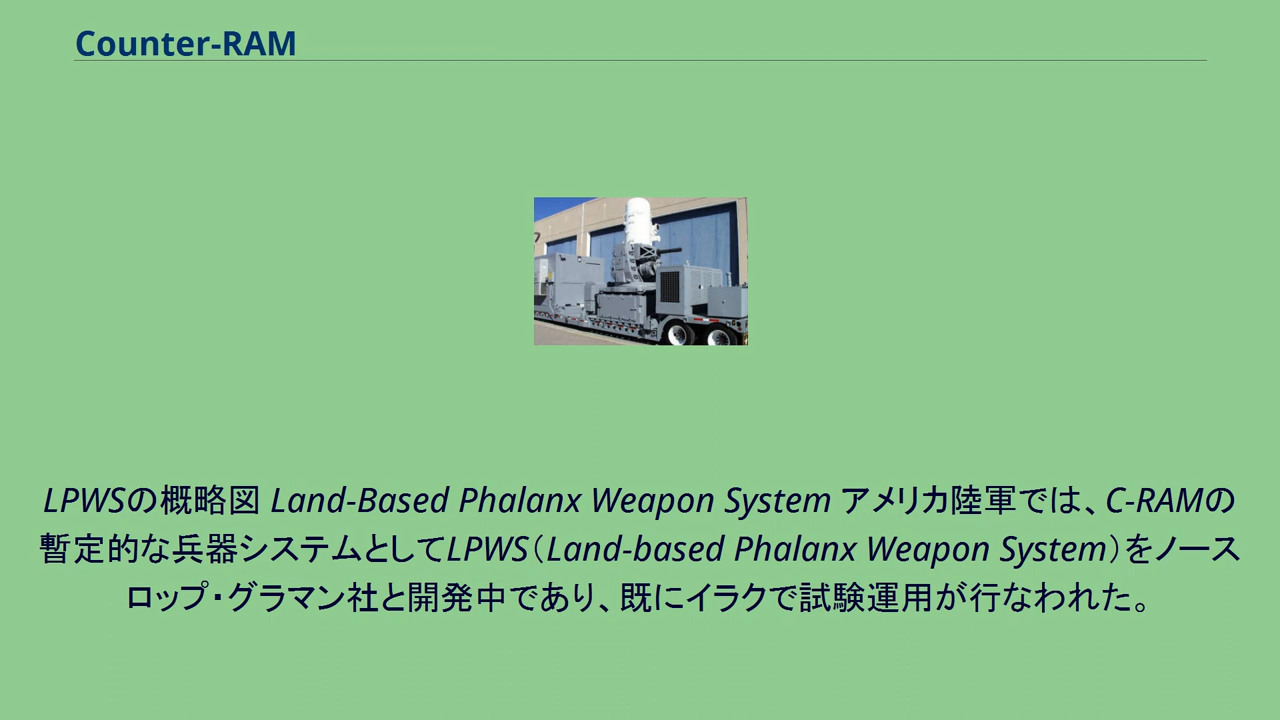 Counter-RAM
LPWSの概略図 Land-Based Phalanx Weapon System アメリカ陸軍では、C-RAMの
暫定的な兵器システムとしてLPWS（Land-based Phalanx Weapon System）をノース
ロップ・グラマン社と開発中であり、既にイラクで試験運用が行なわれた。